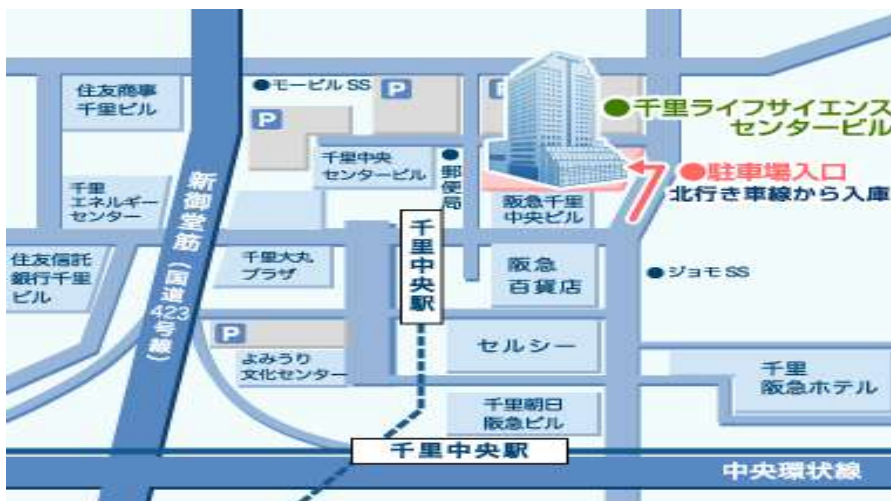 住友商事
千里ビル
●モービルSS
P
P
P
●千里ライフサイエンス
センタービル
千里中央
センタービル
●郵便局
●駐車場入口
北行き車線から入庫
千里
エネルギー
センター
新御堂筋(国道423号線)
阪急千里
中央ビル
住友信託
銀行千里
ビル
千里大丸
プラザ
千里中央駅
阪急
百貨店
●ジョモSS
P
よみうり
文化センター
セルシー
千里
阪急ホテル
千里朝日
阪急ビル
千里中央駅
中央環状線